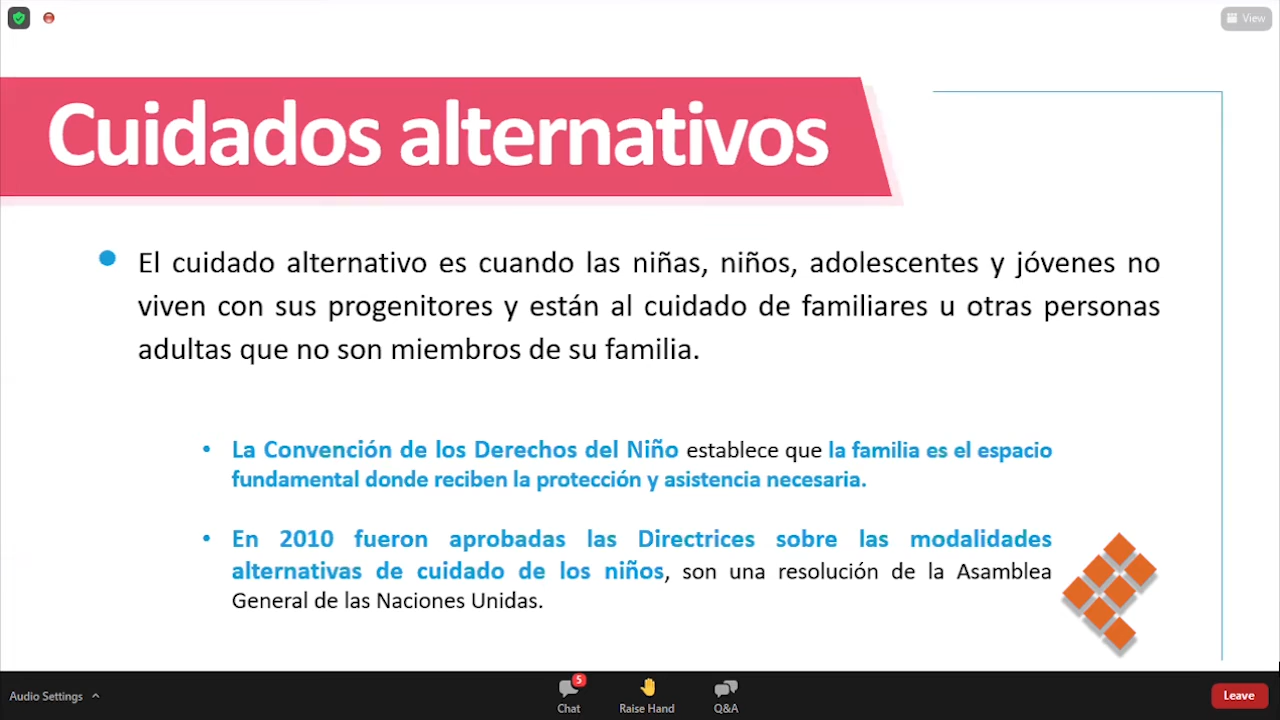 View
Cuidados alternativos
El cuidado alternativo es cuando las niñas, niños, adolescentes y jóvenes no
viven con sus progenitores y están al cuidado de familiares u otras personas
adultas que no son miembros de su familia.
• La Convención de los Derechos del Niño establece que la familia es el espacio
fundamental donde reciben la protección y asistencia necesaria.
• En 2010 fueron aprobadas las Directrices sobre las modalidades
alternativas de cuidado de los niños, son una resolución de la Asamblea
General de las Naciones Unidas.
Audio Settings
5
Chat
Raise Hand
Q&A
Leave